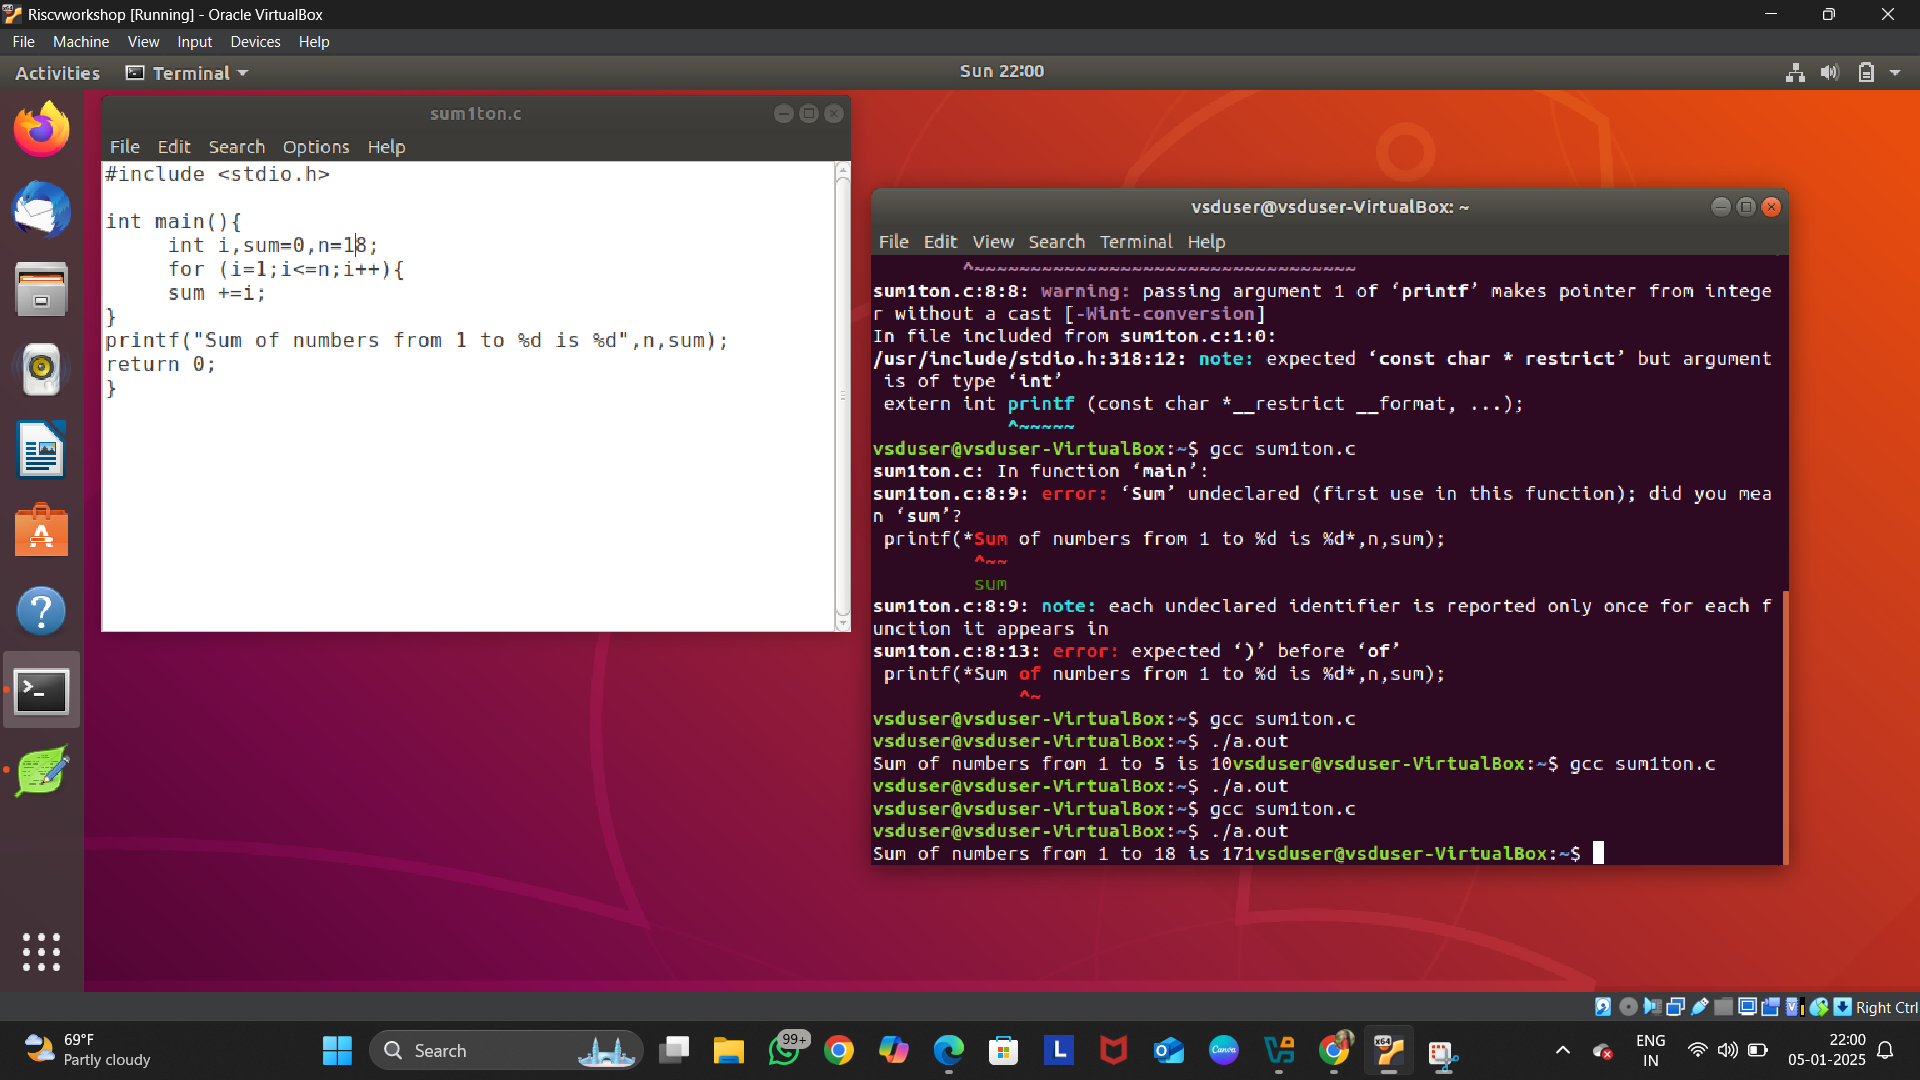 Riscvworkshop [Running] - Oracle VirtualBox
File Machine View Input Devices Help
Activities Terminal Sun 22:00
sum1ton.c
File Edit Search Options Help
#include <stdio.h>
int main(){
int i,sum=0,n=18;
for (i=1;i<=n;i++){
sum +=i;
}
printf("Sum of numbers from 1 to %d is %d",n,sum);
return 0;
}
vsduser@vsduser-VirtualBox: ~
File Edit View Search Terminal Help
^~~~~~~~~~~~~~~~~~~~~~~~~~~~~~~~~~~
sum1ton.c:8:8: warning: passing argument 1 of ‘printf’ makes pointer from intege
r without a cast [-Wint-conversion]
In file included from sum1ton.c:1:0:
/usr/include/stdio.h:318:12: note: expected ‘const char * restrict’ but argument
is of type ‘int’
extern int printf (const char *__restrict __format, ...);
^~~~~~
vsduser@vsduser-VirtualBox:~$ gcc sum1ton.c
sum1ton.c: In function ‘main’:
sum1ton.c:8:9: error: ‘Sum’ undeclared (first use in this function); did you mea
n ‘sum’?
printf(*Sum of numbers from 1 to %d is %d*,n,sum);
^~~
sum
sum1ton.c:8:9: note: each undeclared identifier is reported only once for each f
unction it appears in
sum1ton.c:8:13: error: expected ‘)’ before ‘of’
printf(*Sum of numbers from 1 to %d is %d*,n,sum);
^~
vsduser@vsduser-VirtualBox:~$ gcc sum1ton.c
vsduser@vsduser-VirtualBox:~$ ./a.out
Sum of numbers from 1 to 5 is 10vsduser@vsduser-VirtualBox:~$ gcc sum1ton.c
vsduser@vsduser-VirtualBox:~$ ./a.out
vsduser@vsduser-VirtualBox:~$ gcc sum1ton.c
vsduser@vsduser-VirtualBox:~$ ./a.out
Sum of numbers from 1 to 18 is 171vsduser@vsduser-VirtualBox:~$
Right Ctrl
69°F
Partly cloudy
Search
99+
L
Canva
x64
ENG
IN
22:00
05-01-2025